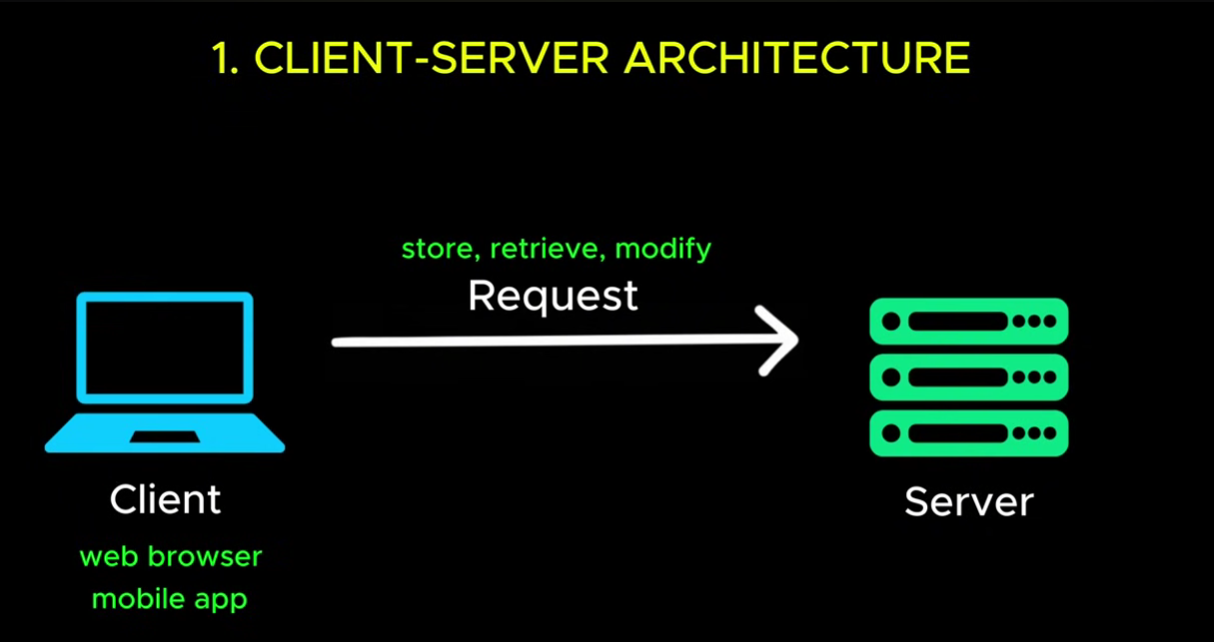 1. CLIENT-SERVER ARCHITECTURE
store, retrieve, modify
Request
Client
web browser
mobile app
Server